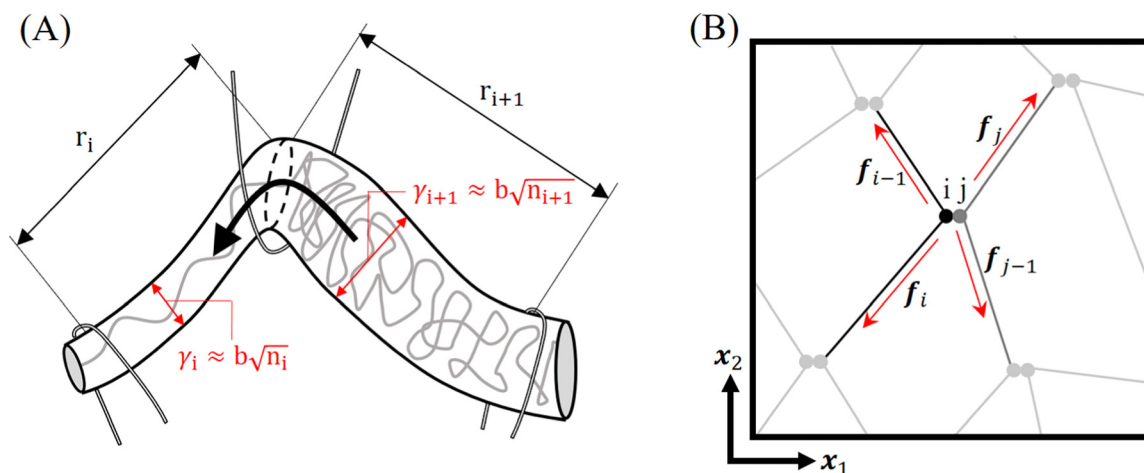 (A)
r_i
r_{i+1}
γ_{i+1} ≈ b√n_{i+1}
γ_i ≈ b√n_i
(B)
f_j
f_{i-1}
i j
f_{j-1}
f_i
x_2
x_1